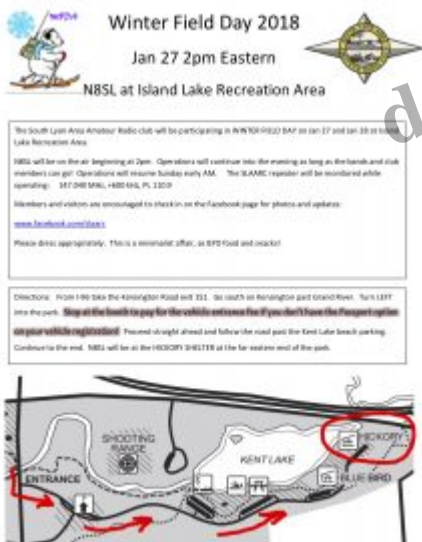 Winter Field Day 2018
Jan 27 2pm Eastern
N8SL at Island Lake Recreation Area
The South Lyon Area Amateur Radio club will be participating in WINTER FIELD DAY on Jan 27 and Jan 28 at Island
Lake Recreation Area.
N8SL will be on the air beginning at 2pm. Operations will continue into the evening as long as the bands and club
members can go! Operations will resume Sunday early AM. The SLAARC repeater will be monitored while
operating: 147.040 MHz, +600 kHz, PL 110.9
Members and visitors are encouraged to check in on the Facebook page for photos and updates:
www.facebook.com/slaarc
Please dress appropriately. This is a minimalist affair, so BYO food and snacks!
Directions: From I-96 take the Kensington Road exit 151. Go south on Kensington past Grand River. Turn LEFT
into the park. Stop at the booth to pay for the vehicle entrance fee if you don't have the Passport option
on your vehicle registration! Proceed straight ahead and follow the road past the Kent Lake beach parking.
Continue to the end. N8SL will be at the HICKORY SHELTER at the far eastern end of the park.
SHOOTING
RANGE
KENT LAKE
HICKORY
ENTRANCE
BLUE BIRD